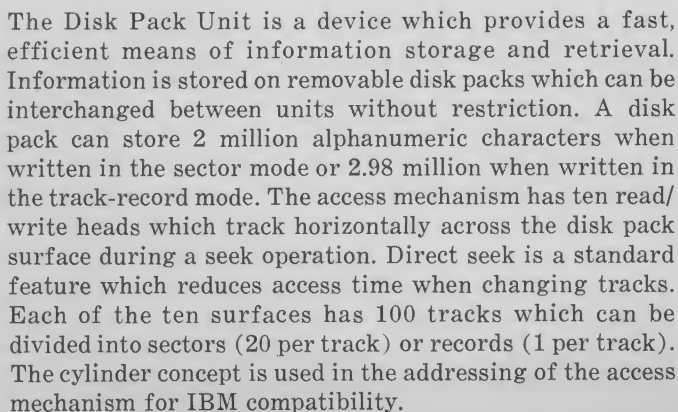 The Disk Pack Unit is a device which provides a fast,
efficient means of information storage and retrieval.
Information is stored on removable disk packs which can be
interchanged between units without restriction. A disk
pack can store 2 million alphanumeric characters when
written in the sector mode or 2.98 million when written in
the track-record mode. The access mechanism has ten read/
write heads which track horizontally across the disk pack
surface during a seek operation. Direct seek is a standard
feature which reduces access time when changing tracks.
Each of the ten surfaces has 100 tracks which can be
divided into sectors (20 per track) or records (1 per track).
The cylinder concept is used in the addressing of the access
mechanism for IBM compatibility.